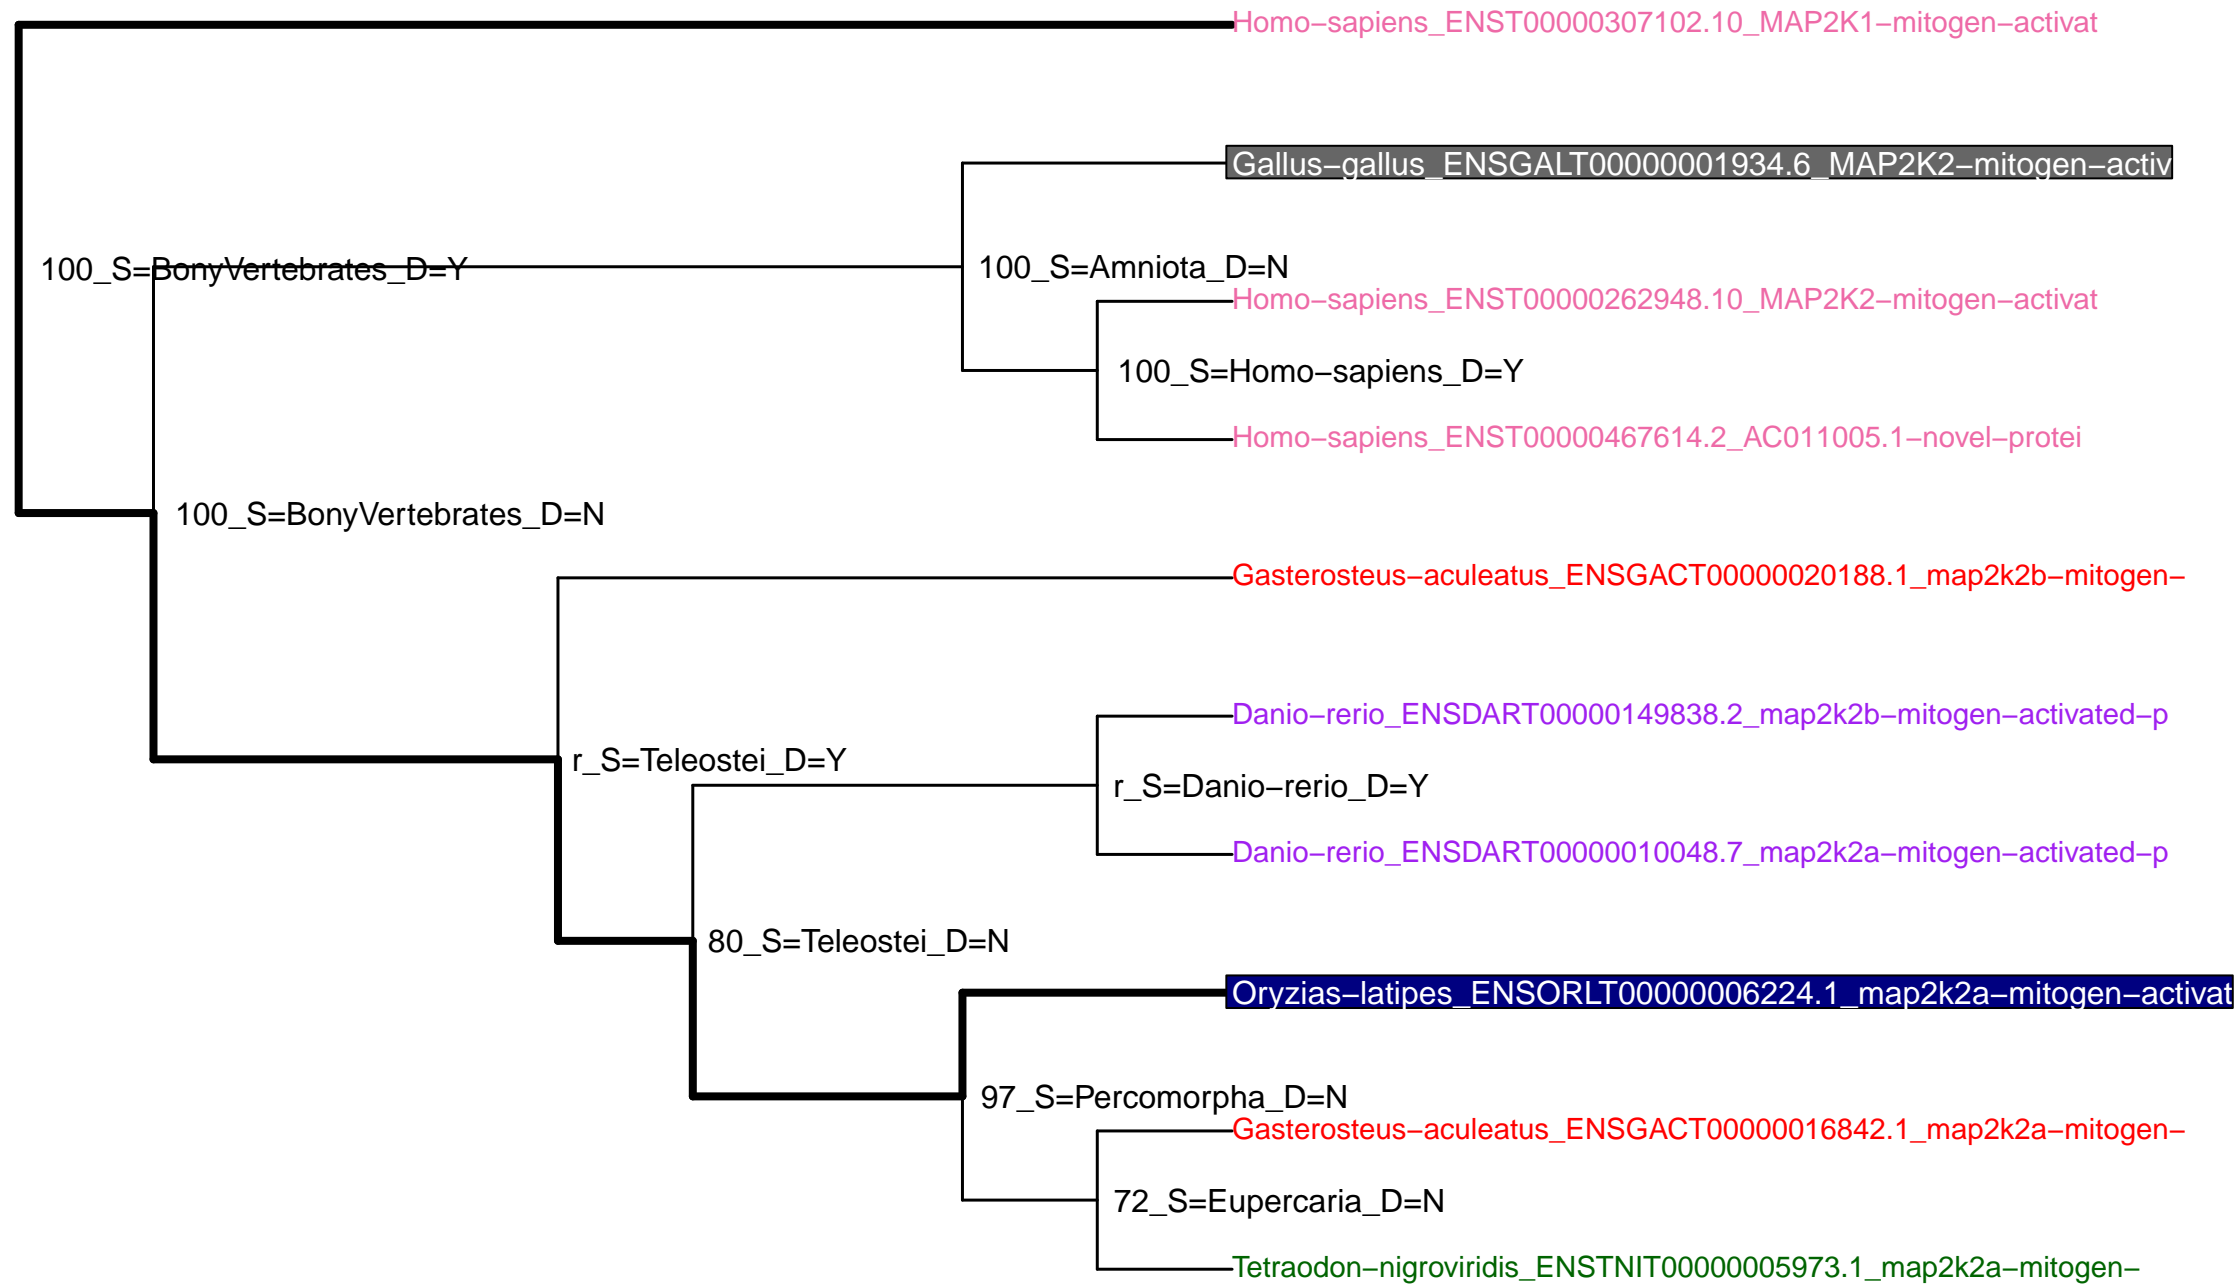 Homo−sapiens_ENST00000307102.10_MAP2K1−mitogen−activat
Gallus−gallus_ENSGALT00000001934.6_MAP2K2−mitogen−activ
100_S=BonyVertebrates_D=Y
100_S=Amniota_D=N
Homo−sapiens_ENST00000262948.10_MAP2K2−mitogen−activat
100_S=Homo−sapiens_D=Y
Homo−sapiens_ENST00000467614.2_AC011005.1−novel−protei
100_S=BonyVertebrates_D=N
Gasterosteus−aculeatus_ENSGACT00000020188.1_map2k2b−mitogen−
Danio−rerio_ENSDART00000149838.2_map2k2b−mitogen−activated−p
r_S=Teleostei_D=Y
r_S=Danio−rerio_D=Y
Danio−rerio_ENSDART00000010048.7_map2k2a−mitogen−activated−p
80_S=Teleostei_D=N
Oryzias−latipes_ENSORLT00000006224.1_map2k2a−mitogen−activat
97_S=Percomorpha_D=N
Gasterosteus−aculeatus_ENSGACT00000016842.1_map2k2a−mitogen−
72_S=Eupercaria_D=N
Tetraodon−nigroviridis_ENSTNIT00000005973.1_map2k2a−mitogen−